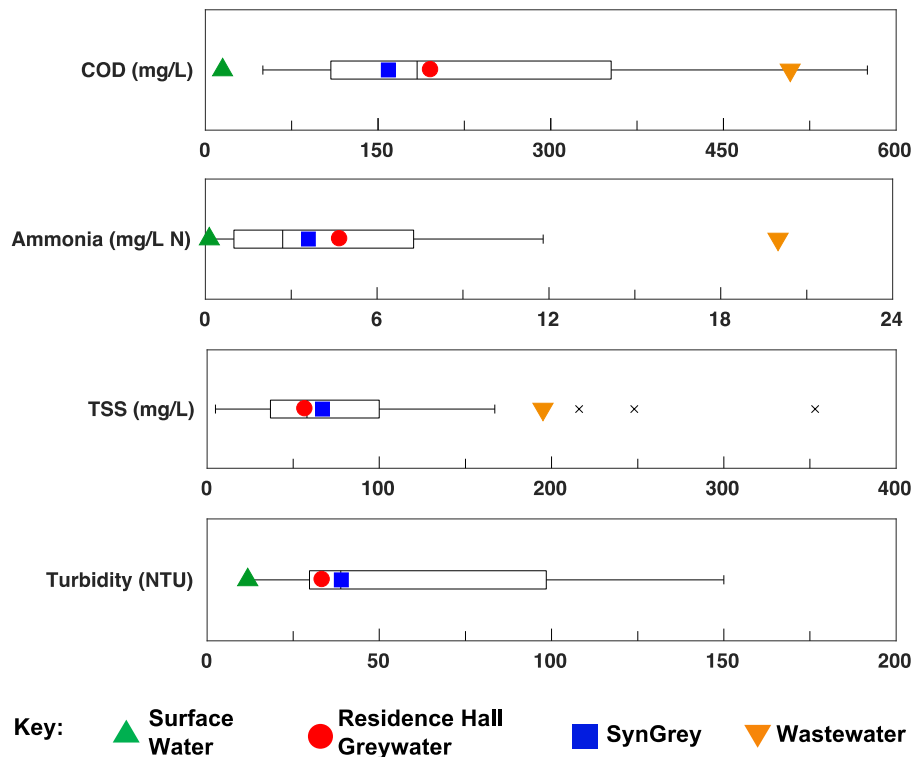 COD (mg/L)
0 150 300 450 600
Ammonia (mg/L N)
0 6 12 18 24
TSS (mg/L)
0 100 200 300 400
Turbidity (NTU)
0 50 100 150 200
Key:
Surface
Water
Residence Hall
Greywater
SynGrey
Wastewater